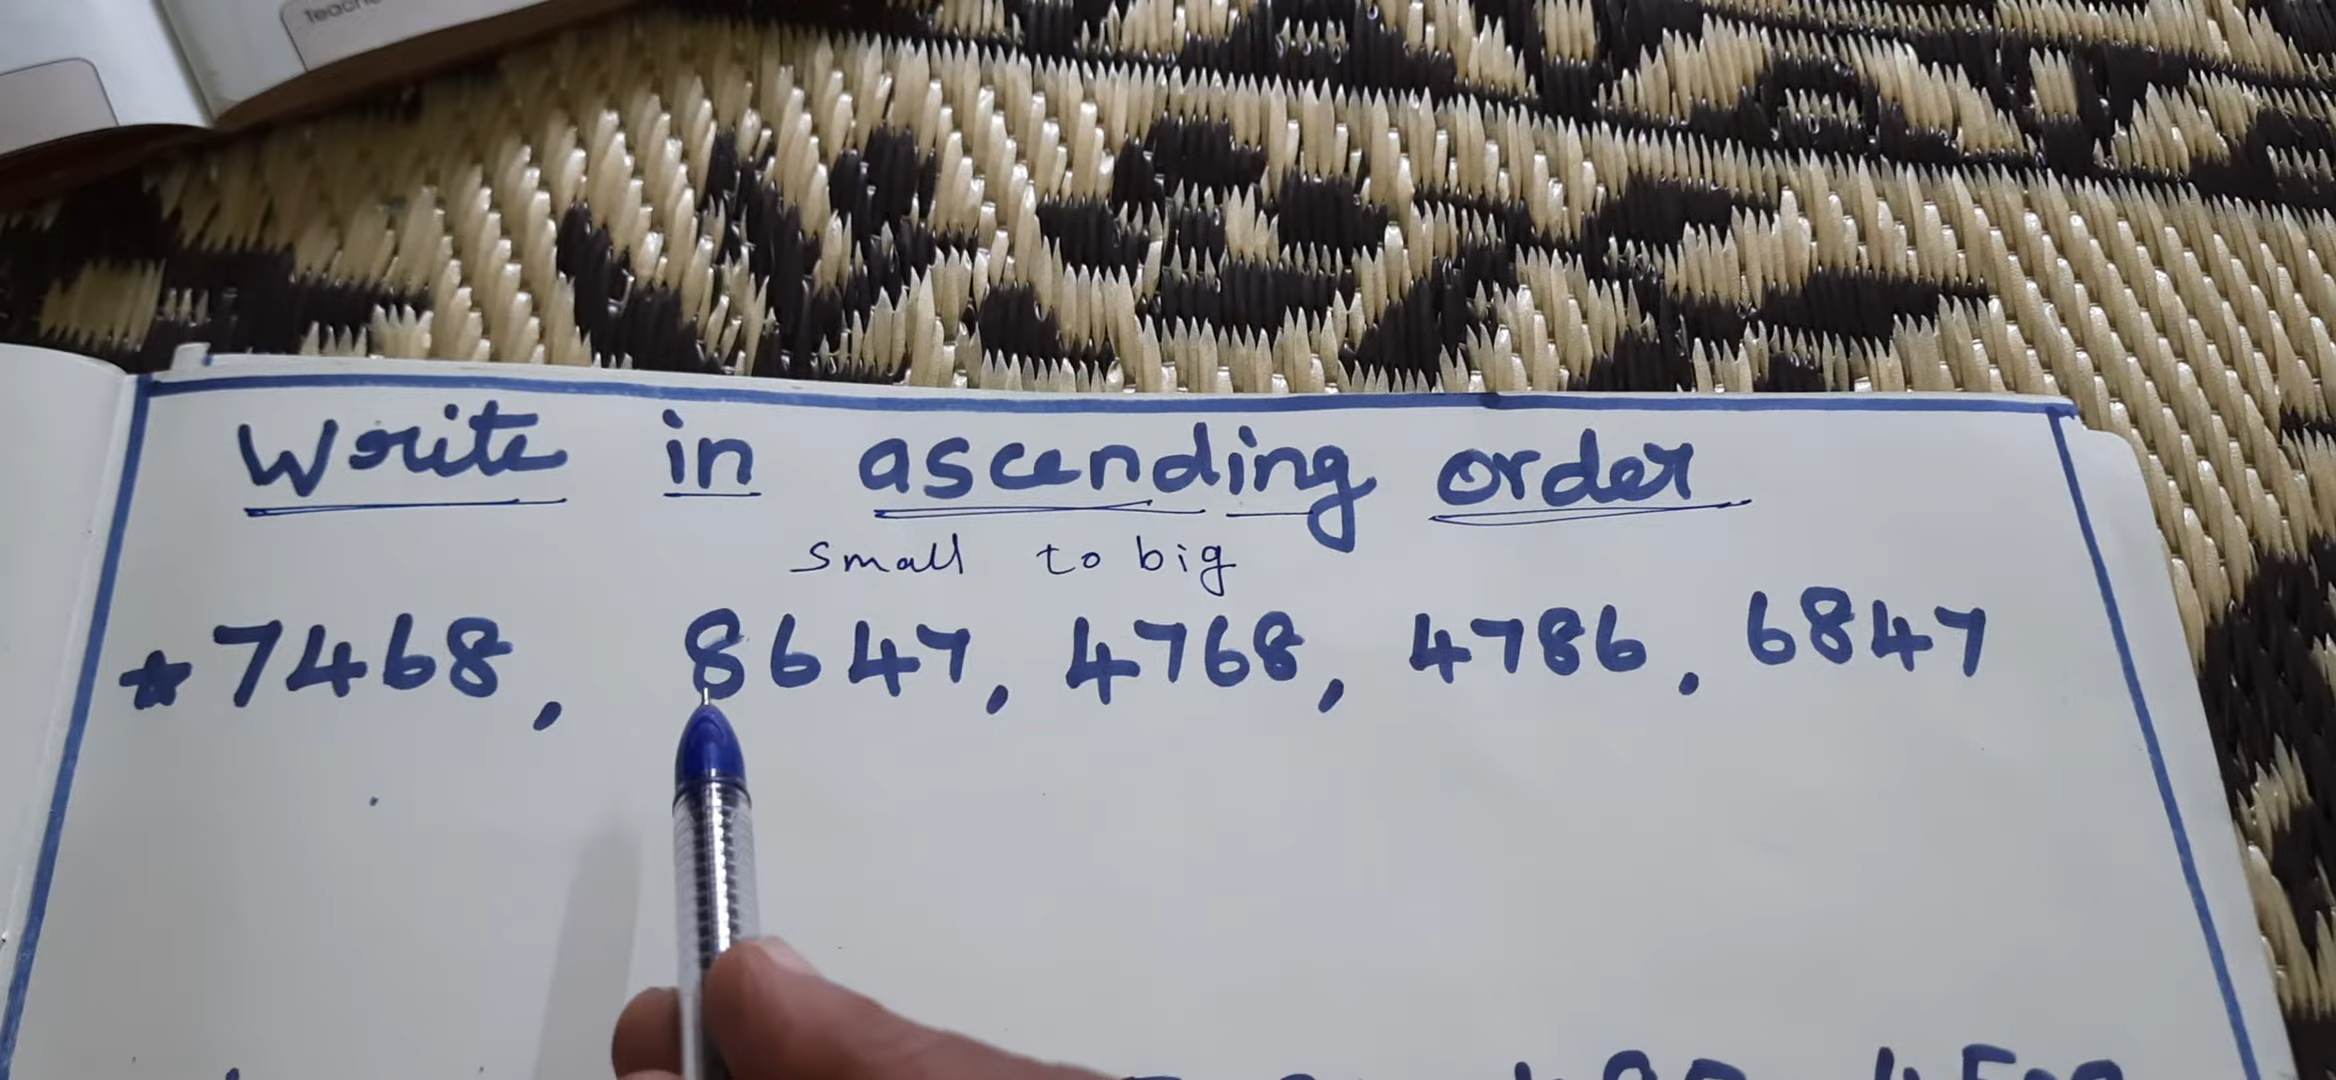 Write in ascending order
Small to big
*7468, 8647, 4768, 4786, 6847